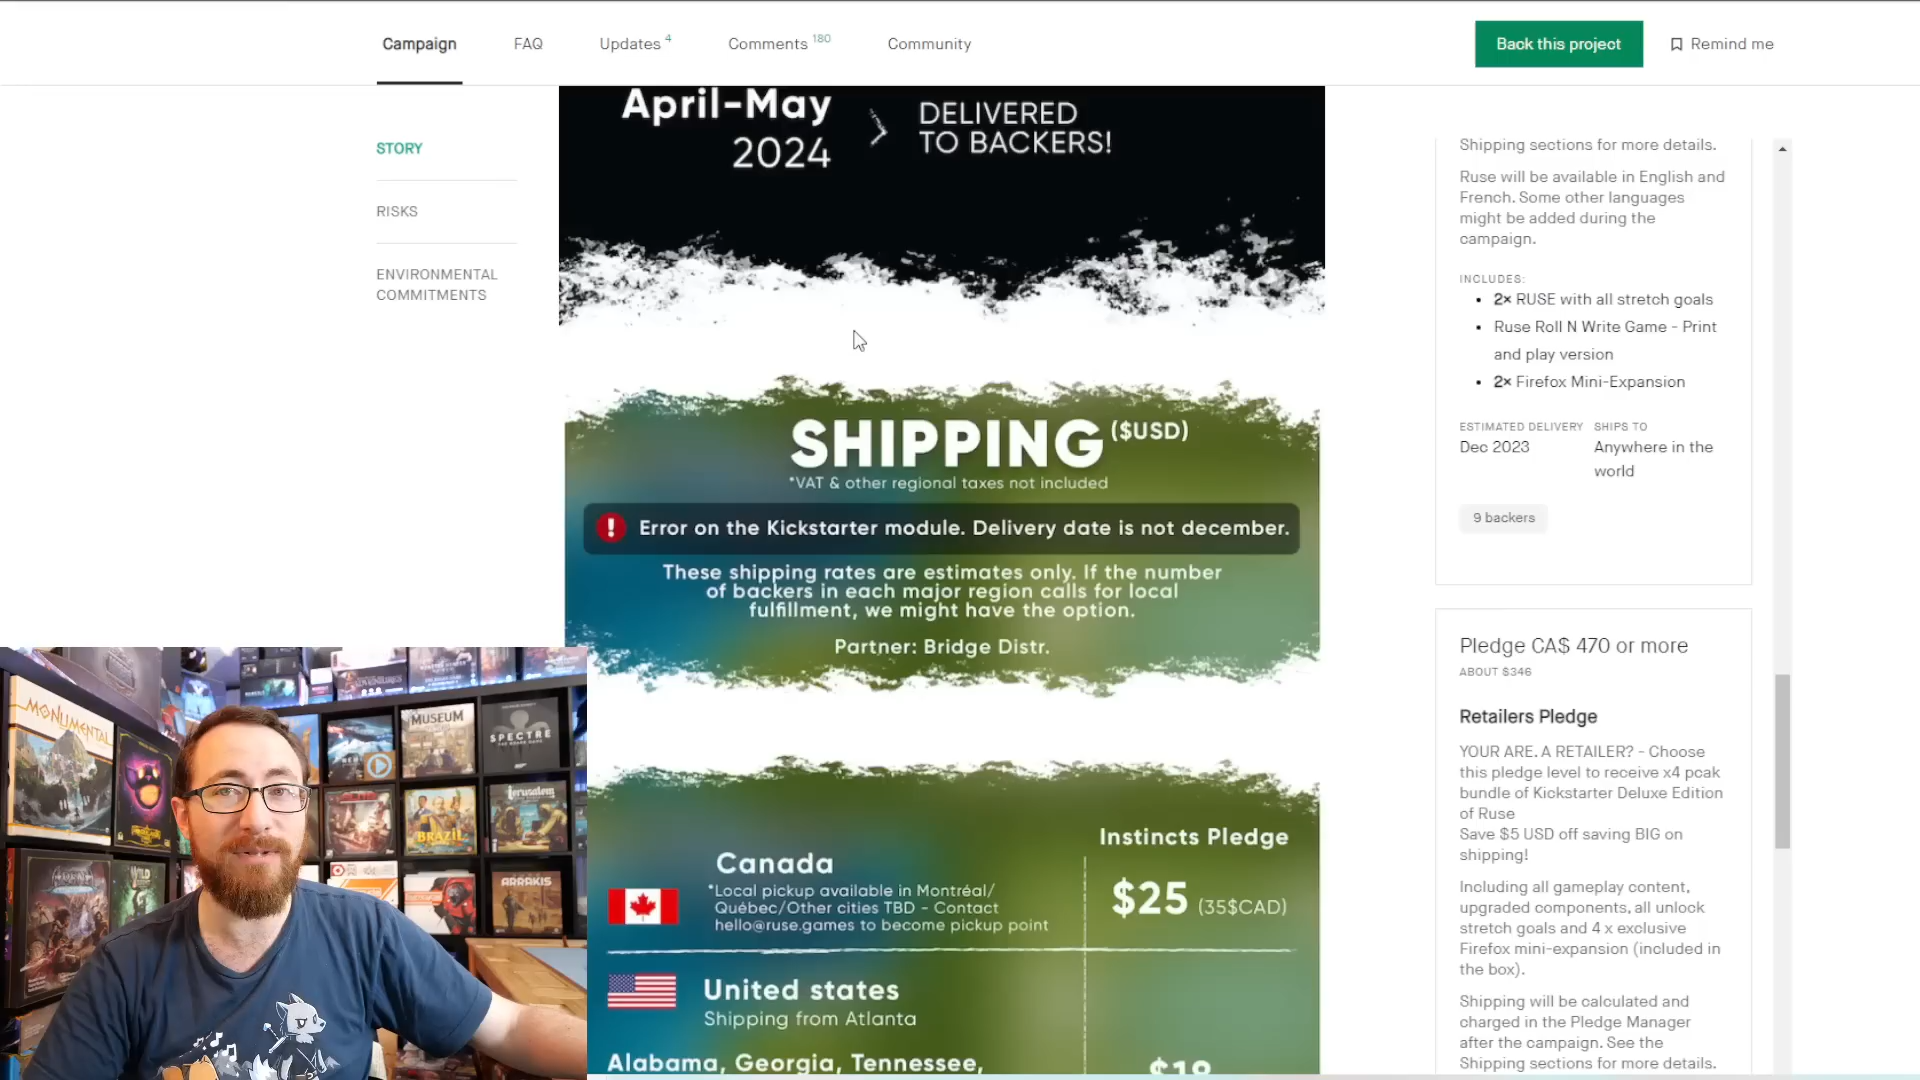 Campaign
FAQ
Updates 4
Comments 180
Community
Back this project
Remind me
STORY
RISKS
ENVIRONMENTAL
COMMITMENTS
April-May
2024
DELIVERED
TO BACKERS!
SHIPPING ($USD)
*VAT & other regional taxes not included
! Error on the Kickstarter module. Delivery date is not december.
These shipping rates are estimates only. If the number
of backers in each major region calls for local
fulfillment, we might have the option.
Partner: Bridge Distr.
Instincts Pledge
Canada
*Local pickup available in Montréal/
Québec/Other cities TBD - Contact
hello@ruse.games to become pickup point
$25 (35$CAD)
United states
Shipping from Atlanta
Alabama, Georgia, Tennessee,
$18
Shipping sections for more details.
Ruse will be available in English and
French. Some other languages
might be added during the
campaign.
INCLUDES:
• 2× RUSE with all stretch goals
• Ruse Roll N Write Game - Print
and play version
• 2× Firefox Mini-Expansion
ESTIMATED DELIVERY
Dec 2023
SHIPS TO
Anywhere in the
world
9 backers
Pledge CA$ 470 or more
ABOUT $346
Retailers Pledge
YOUR ARE. A RETAILER? - Choose
this pledge level to receive x4 pcak
bundle of Kickstarter Deluxe Edition
of Ruse
Save $5 USD off saving BIG on
shipping!
Including all gameplay content,
upgraded components, all unlock
stretch goals and 4 x exclusive
Firefox mini-expansion (included in
the box).
Shipping will be calculated and
charged in the Pledge Manager
after the campaign. See the
Shipping sections for more details.
MONUMENTAL
MUSEUM
SPECTRE
BRAZIL
Jerusalem
WILD
ARRAKIS